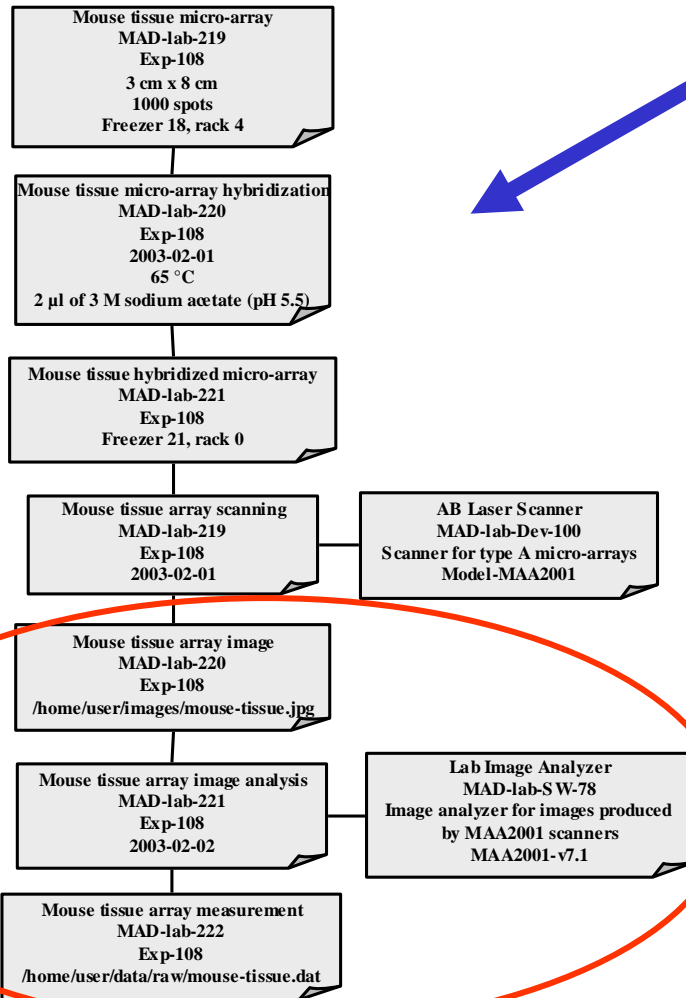 Mouse tissue micro-array
MAD-lab-219
Exp-108
3 cm x 8 cm
1000 spots
Freezer 18, rack 4
Mouse tissue micro-array hybridization
MAD-lab-220
Exp-108
2003-02-01
65 °C
2 µl of 3 M sodium acetate (pH 5.5)
Mouse tissue hybridized micro-array
MAD-lab-221
Exp-108
Freezer 21, rack 0
Mouse tissue array scanning
MAD-lab-219
Exp-108
2003-02-01
AB Laser Scanner
MAD-lab-Dev-100
Scanner for type A micro-arrays
Model-MAA2001
Mouse tissue array image
MAD-lab-220
Exp-108
/home/user/images/mouse-tissue.jpg
Mouse tissue array image analysis
MAD-lab-221
Exp-108
2003-02-02
Lab Image Analyzer
MAD-lab-SW-78
Image analyzer for images produced
by MAA2001 scanners
MAA2001-v7.1
Mouse tissue array measurement
MAD-lab-222
Exp-108
/home/user/data/raw/mouse-tissue.dat